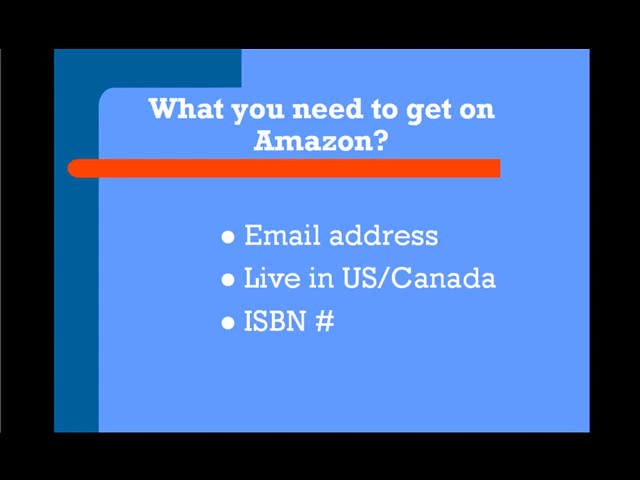 What you need to get on
Amazon?
● Email address
● Live in US/Canada
● ISBN #